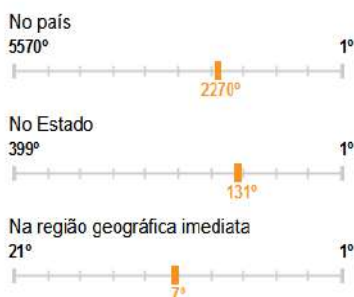 No país
5570º 1º
2270º
No Estado
399º 1º
131º
Na região geográfica imediata
21º 1º
7º